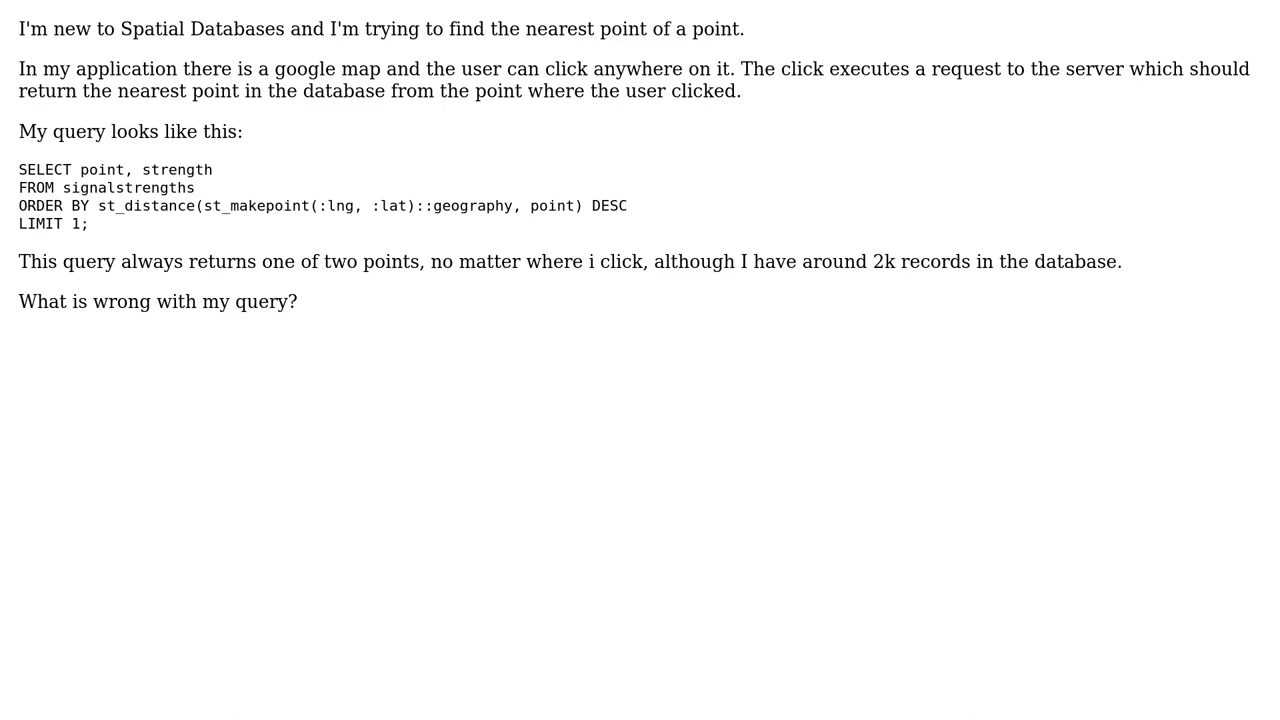 I'm new to Spatial Databases and I'm trying to find the nearest point of a point.
In my application there is a google map and the user can click anywhere on it. The click executes a request to the server which should
return the nearest point in the database from the point where the user clicked.
My query looks like this:
SELECT point, strength
FROM signalstrengths
ORDER BY st_distance(st_makepoint(:lng, :lat)::geography, point) DESC
LIMIT 1;
This query always returns one of two points, no matter where i click, although I have around 2k records in the database.
What is wrong with my query?